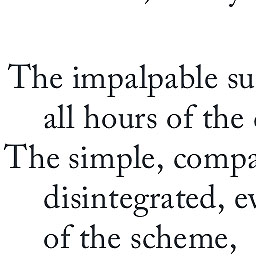 The impalpable su
all hours of the
The simple, compa
disintegrated, ev
of the scheme,